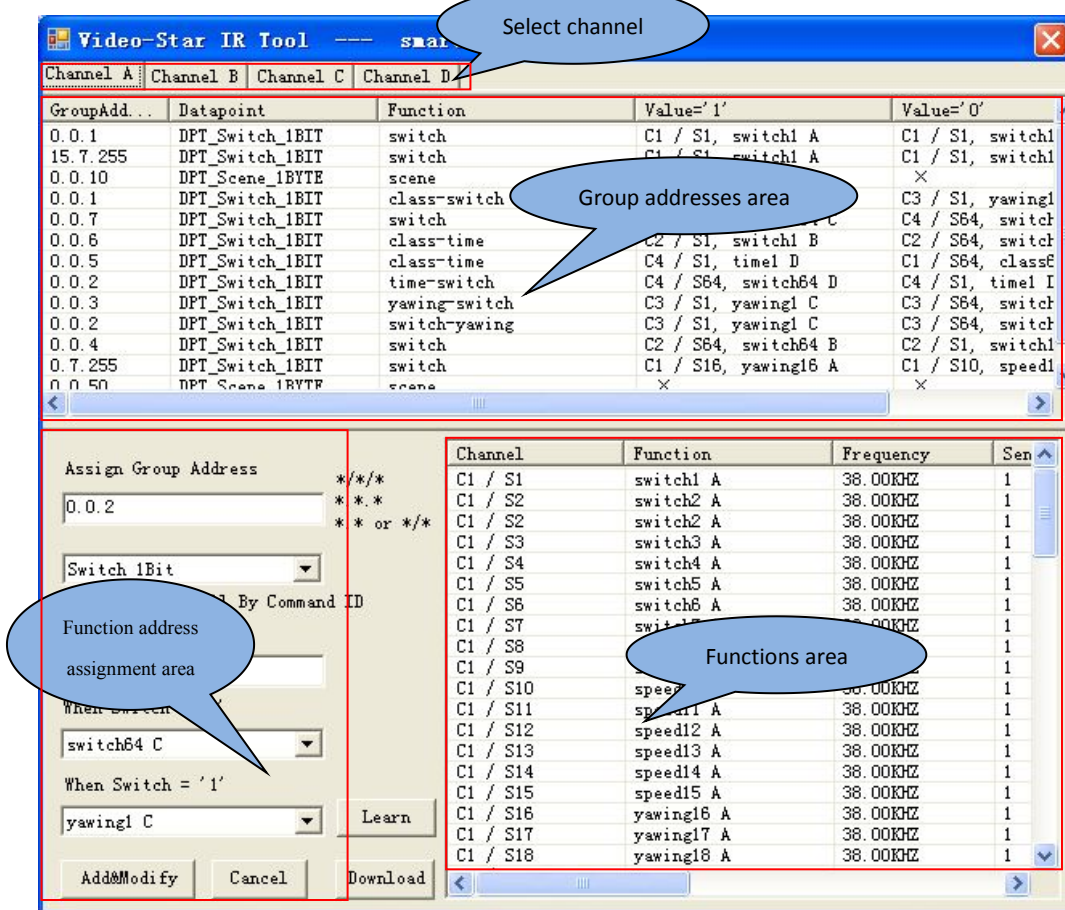 Video-Star IR Tool --- smar
Select channel
Channel A Channel B Channel C Channel D
GroupAdd... Datapoint Function Value='1' Value='0'
0.0.1 DPT_Switch_1BIT switch C1 / S1, switch1 A C1 / S1, switch1
15.7.255 DPT_Switch_1BIT switch C1 / S1, switch1 A C1 / S1, switch1
0.0.10 DPT_Scene_1BYTE scene ×
0.0.1 DPT_Switch_1BIT class-switch C3 / S1, yawing1
Group addresses area
0.0.7 DPT_Switch_1BIT switch C C4 / S64, switch
0.0.6 DPT_Switch_1BIT class-time C2 / S1, switch1 B C2 / S64, switch
0.0.5 DPT_Switch_1BIT class-time C4 / S1, time1 D C1 / S64, class6
0.0.2 DPT_Switch_1BIT time-switch C4 / S64, switch64 D C4 / S1, time1 D
0.0.3 DPT_Switch_1BIT yawing-switch C3 / S1, yawing1 C C3 / S64, switch
0.0.2 DPT_Switch_1BIT switch-yawing C3 / S1, yawing1 C C3 / S64, switch
0.0.4 DPT_Switch_1BIT switch C2 / S64, switch64 B C2 / S1, switch1
0.7.255 DPT_Switch_1BIT switch C1 / S16, yawing16 A C1 / S10, speed1
0.0.50 DPT_Scene_1BYTE scene × ×
Assign Group Address
*/*/*
0.0.2
*.*.*
* * or */*
Switch 1Bit
By Command ID
Function address
assignment area
When Switch
switch64 C
When Switch = '1'
yawing1 C
Learn
Add&Modify Cancel Download
Channel Function Frequency Sen
C1 / S1 switch1 A 38.00KHZ 1
C1 / S2 switch2 A 38.00KHZ 1
C1 / S2 switch2 A 38.00KHZ 1
C1 / S3 switch3 A 38.00KHZ 1
C1 / S4 switch4 A 38.00KHZ 1
C1 / S5 switch5 A 38.00KHZ 1
C1 / S6 switch6 A 38.00KHZ 1
C1 / S7 1
C1 / S8 1
Functions area
C1 / S9 1
C1 / S10 speed 38.00KHZ 1
C1 / S11 speed11 A 38.00KHZ 1
C1 / S12 speed12 A 38.00KHZ 1
C1 / S13 speed13 A 38.00KHZ 1
C1 / S14 speed14 A 38.00KHZ 1
C1 / S15 speed15 A 38.00KHZ 1
C1 / S16 yawing16 A 38.00KHZ 1
C1 / S17 yawing17 A 38.00KHZ 1
C1 / S18 yawing18 A 38.00KHZ 1